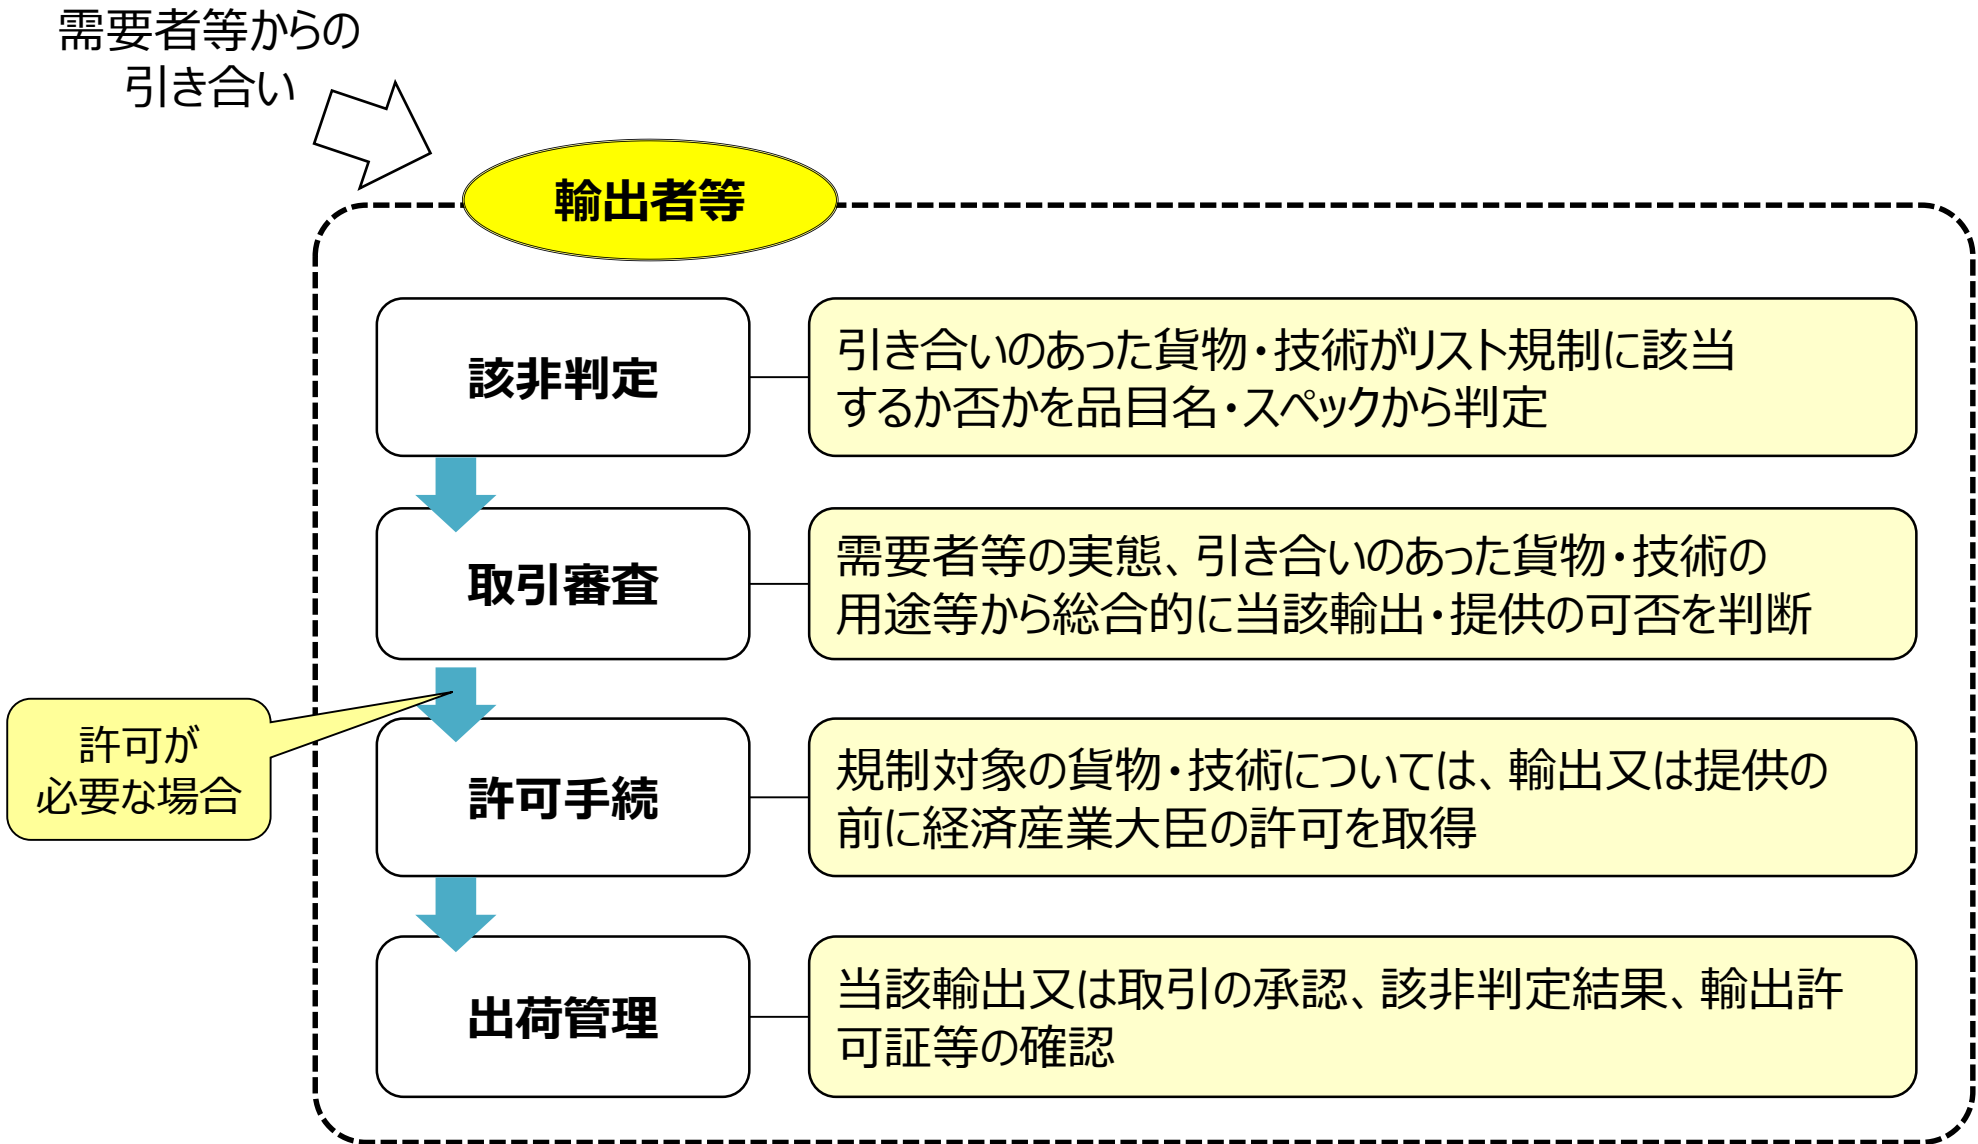 需要者等からの
引き合い
輸出者等
該非判定
引き合いのあった貨物・技術がリスト規制に該当
するか否かを品目名・スペックから判定
取引審査
需要者等の実態、引き合いのあった貨物・技術の
用途等から総合的に当該輸出・提供の可否を判断
許可が
必要な場合
許可手続
規制対象の貨物・技術については、輸出又は提供の
前に経済産業大臣の許可を取得
出荷管理
当該輸出又は取引の承認、該非判定結果、輸出許
可証等の確認